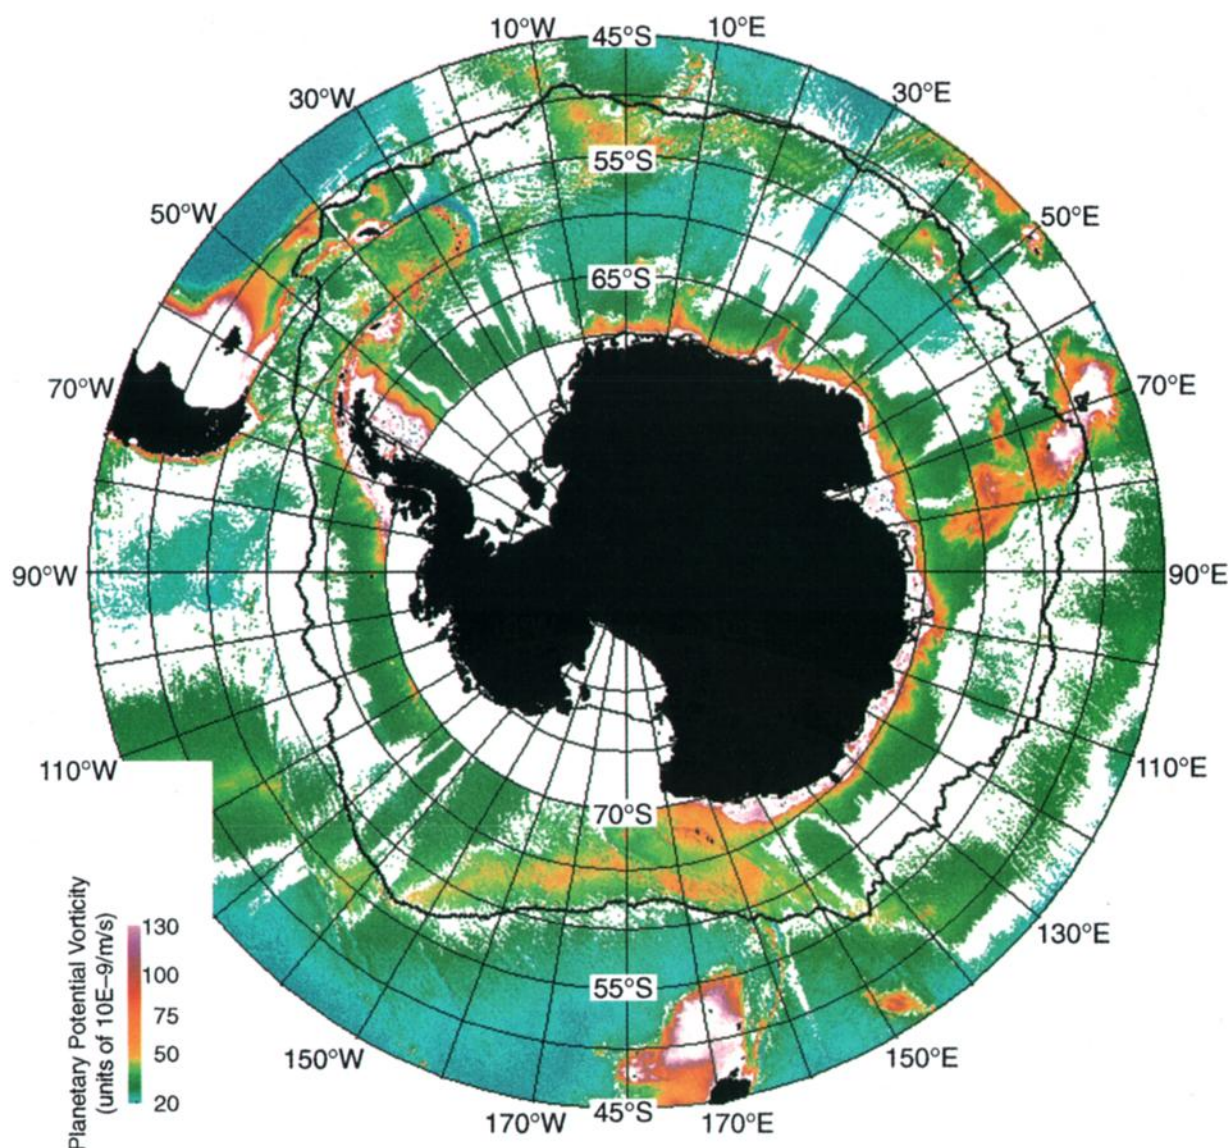 10°W 45°S 10°E
30°W 30°E
55°S
50°W 50°E
65°S
70°W 70°E
90°W 90°E
110°W 110°E
70°S
130°E
55°S
150°W 150°E
170°W 45°S 170°E
Planetary Potential Vorticity
(units of 10E–9/m/s)
130
100
75
50
20